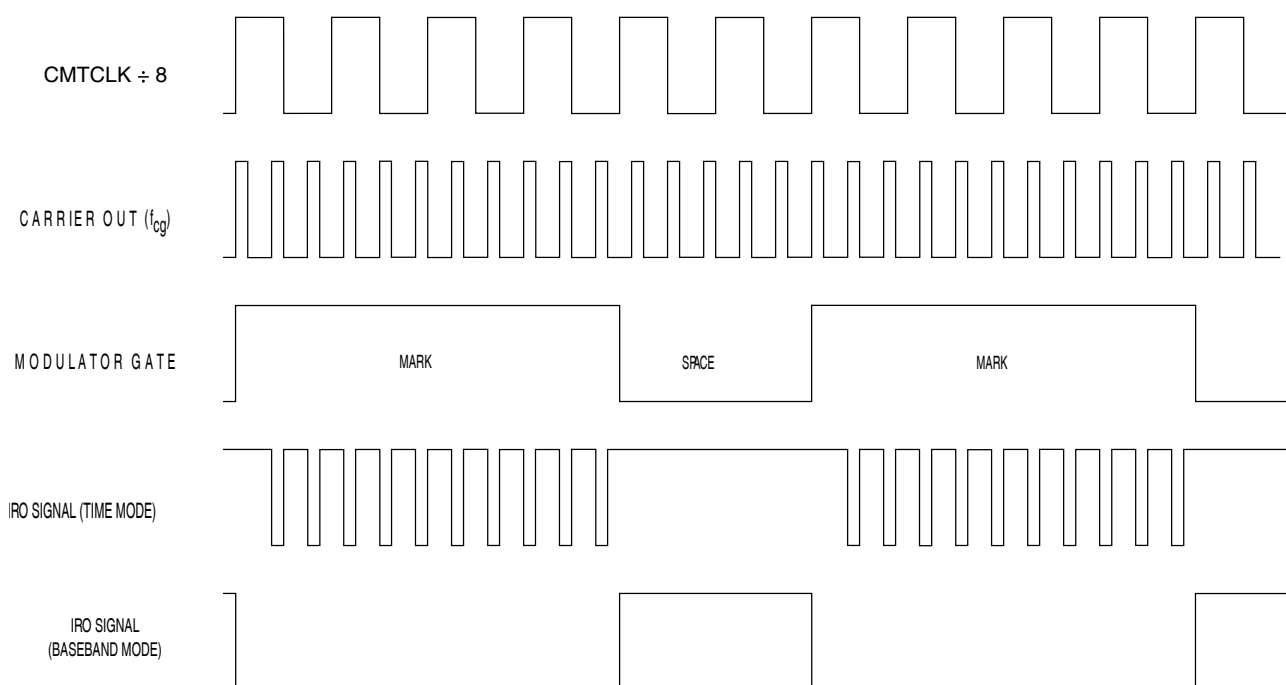 CMTCLK ÷ 8
CARRIER OUT (fcg)
MODULATOR GATE
MARK
SPACE
MARK
IRO SIGNAL (TIME MODE)
IRO SIGNAL
(BASEBAND MODE)